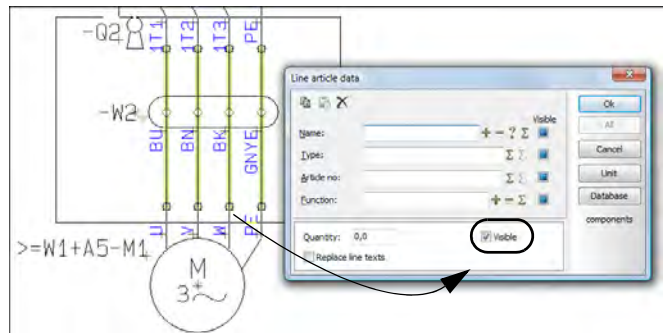 -Q2
1T1
1T2
1T3
PE
-W2
BU
BN
BK
GNYE
U
V
W
PE
>=W1+A5-M1
M
3
Line article data
Visible
Name:
Type:
Article no:
Function:
Quantity: 0,0
Visible
Replace line texts
Ok
All
Cancel
Unit
Database
components